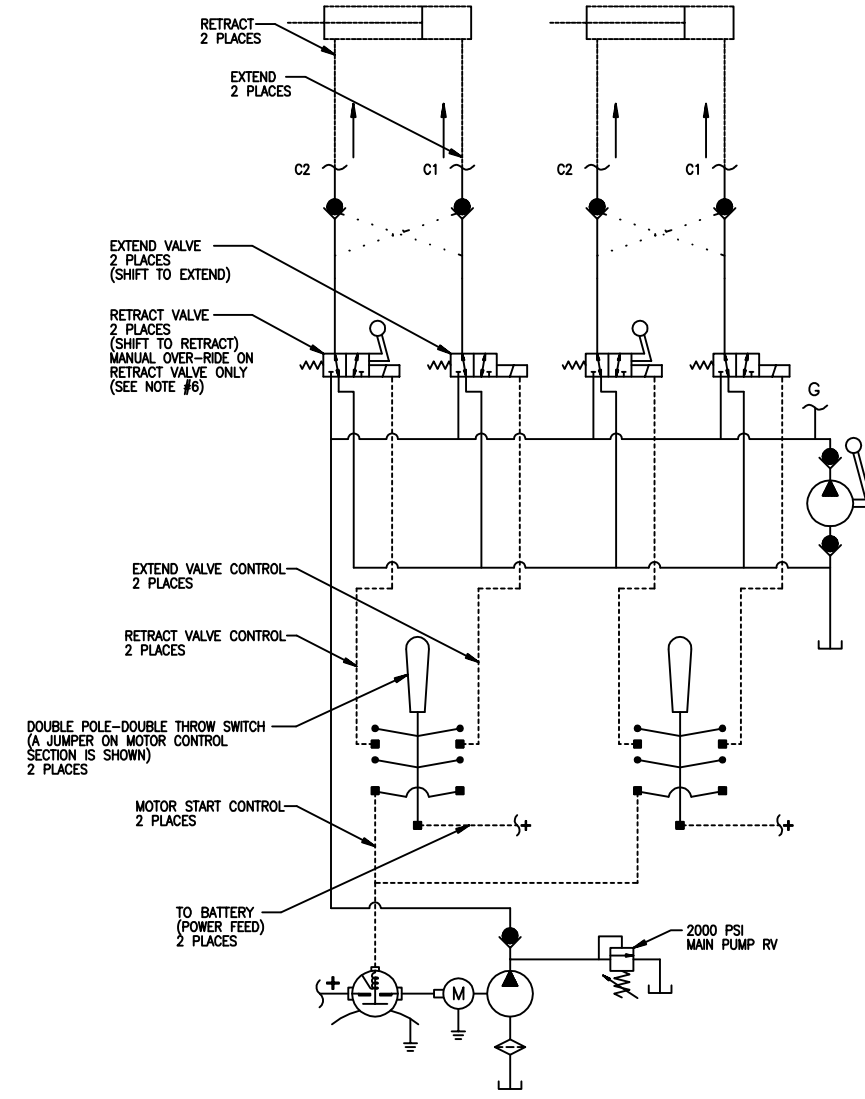 RETRACT
2 PLACES
EXTEND
2 PLACES
C2
C1
C2
C1
EXTEND VALVE
2 PLACES
(SHIFT TO EXTEND)
RETRACT VALVE
2 PLACES
(SHIFT TO RETRACT)
MANUAL OVER-RIDE ON
RETRACT VALVE ONLY
(SEE NOTE #6)
G
EXTEND VALVE CONTROL
2 PLACES
RETRACT VALVE CONTROL
2 PLACES
DOUBLE POLE-DOUBLE THROW SWITCH
(A JUMPER ON MOTOR CONTROL
SECTION IS SHOWN)
2 PLACES
MOTOR START CONTROL
2 PLACES
+
+
TO BATTERY
(POWER FEED)
2 PLACES
2000 PSI
MAIN PUMP RV
+
M